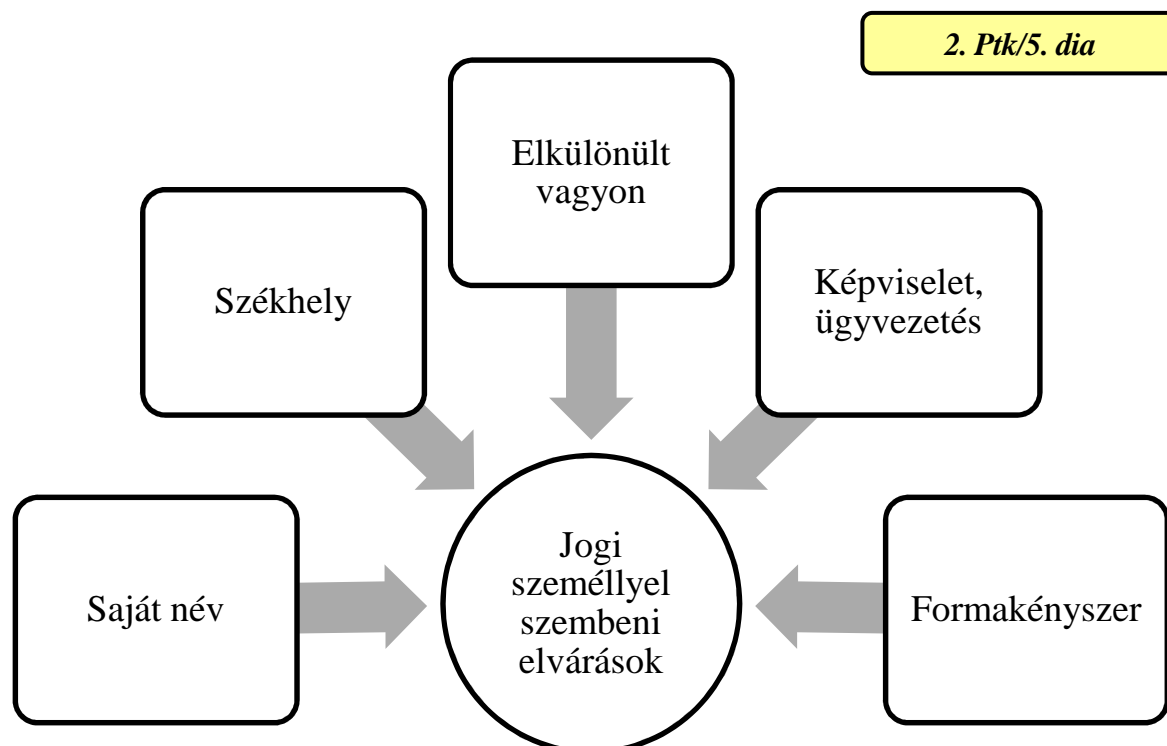 2. Ptk/5. dia
Elkülönült
vagyon
Székhely
Képviselet,
ügyvezetés
Saját név
Jogi
személlyel
szembeni
elvárások
Formakényszer